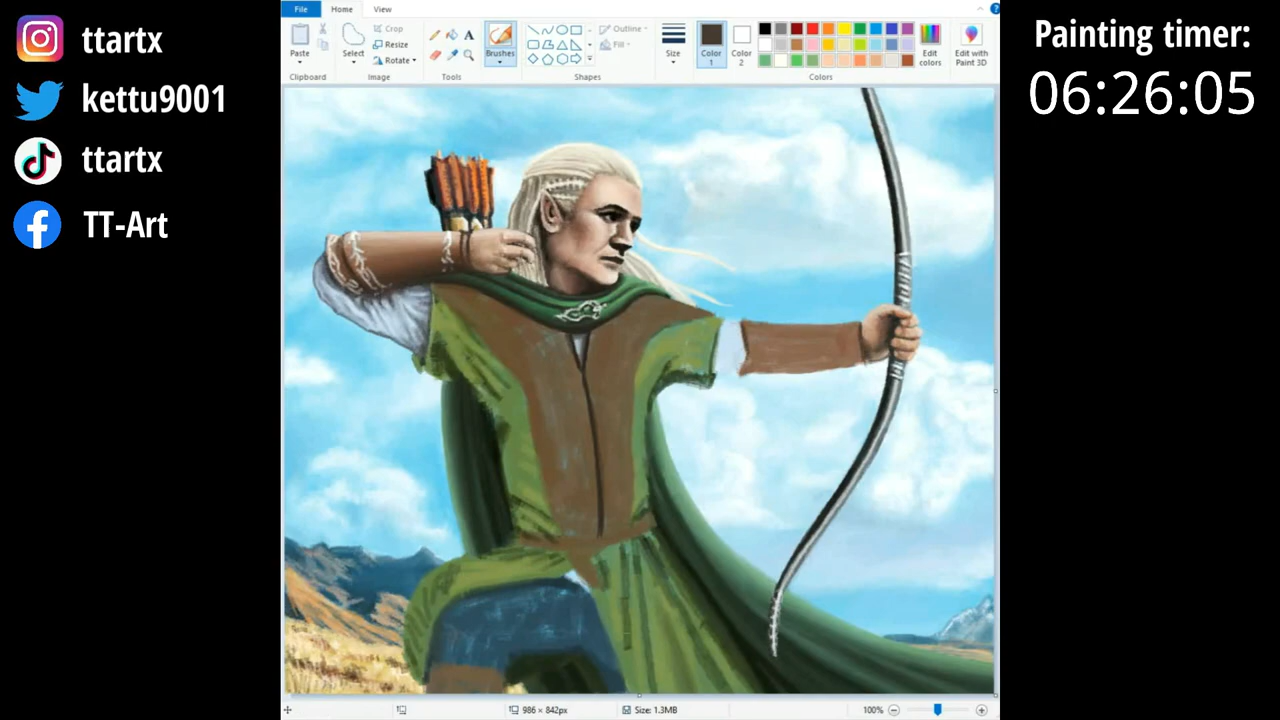 ttartx
kettu9001
ttartx
TT-Art
File
Home
View
Paste
Clipboard
Select
Crop
Resize
Rotate
Image
A
Tools
Brushes
Outline
Fill
Shapes
Size
Color
1
Color
2
Colors
Edit
colors
Edit with
Paint 3D
Painting timer:
06:26:05
986 × 842px
Size: 1.3MB
100%